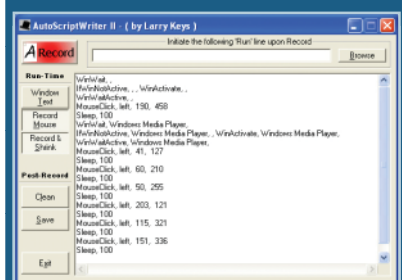 AutoScriptWriter II - ( by Larry Keys )
A Record
Initiate the following 'Run' line upon Record
Browse
Run-Time
Window
Text
Record
Mouse
Record &
Shrink
Post-Record
Clean
Save
Exit
WinWait, ,
IfWinNotActive, , , WinActivate, ,
WinWaitActive, ,
MouseClick, left, 190, 458
Sleep, 100
WinWait, Windows Media Player,
IfWinNotActive, Windows Media Player, , WinActivate, Windows Media Player,
WinWaitActive, Windows Media Player,
MouseClick, left, 41, 127
Sleep, 100
MouseClick, left, 60, 210
Sleep, 100
MouseClick, left, 50, 255
Sleep, 100
MouseClick, left, 203, 121
Sleep, 100
MouseClick, left, 115, 321
Sleep, 100
MouseClick, left, 151, 336
Sleep, 100